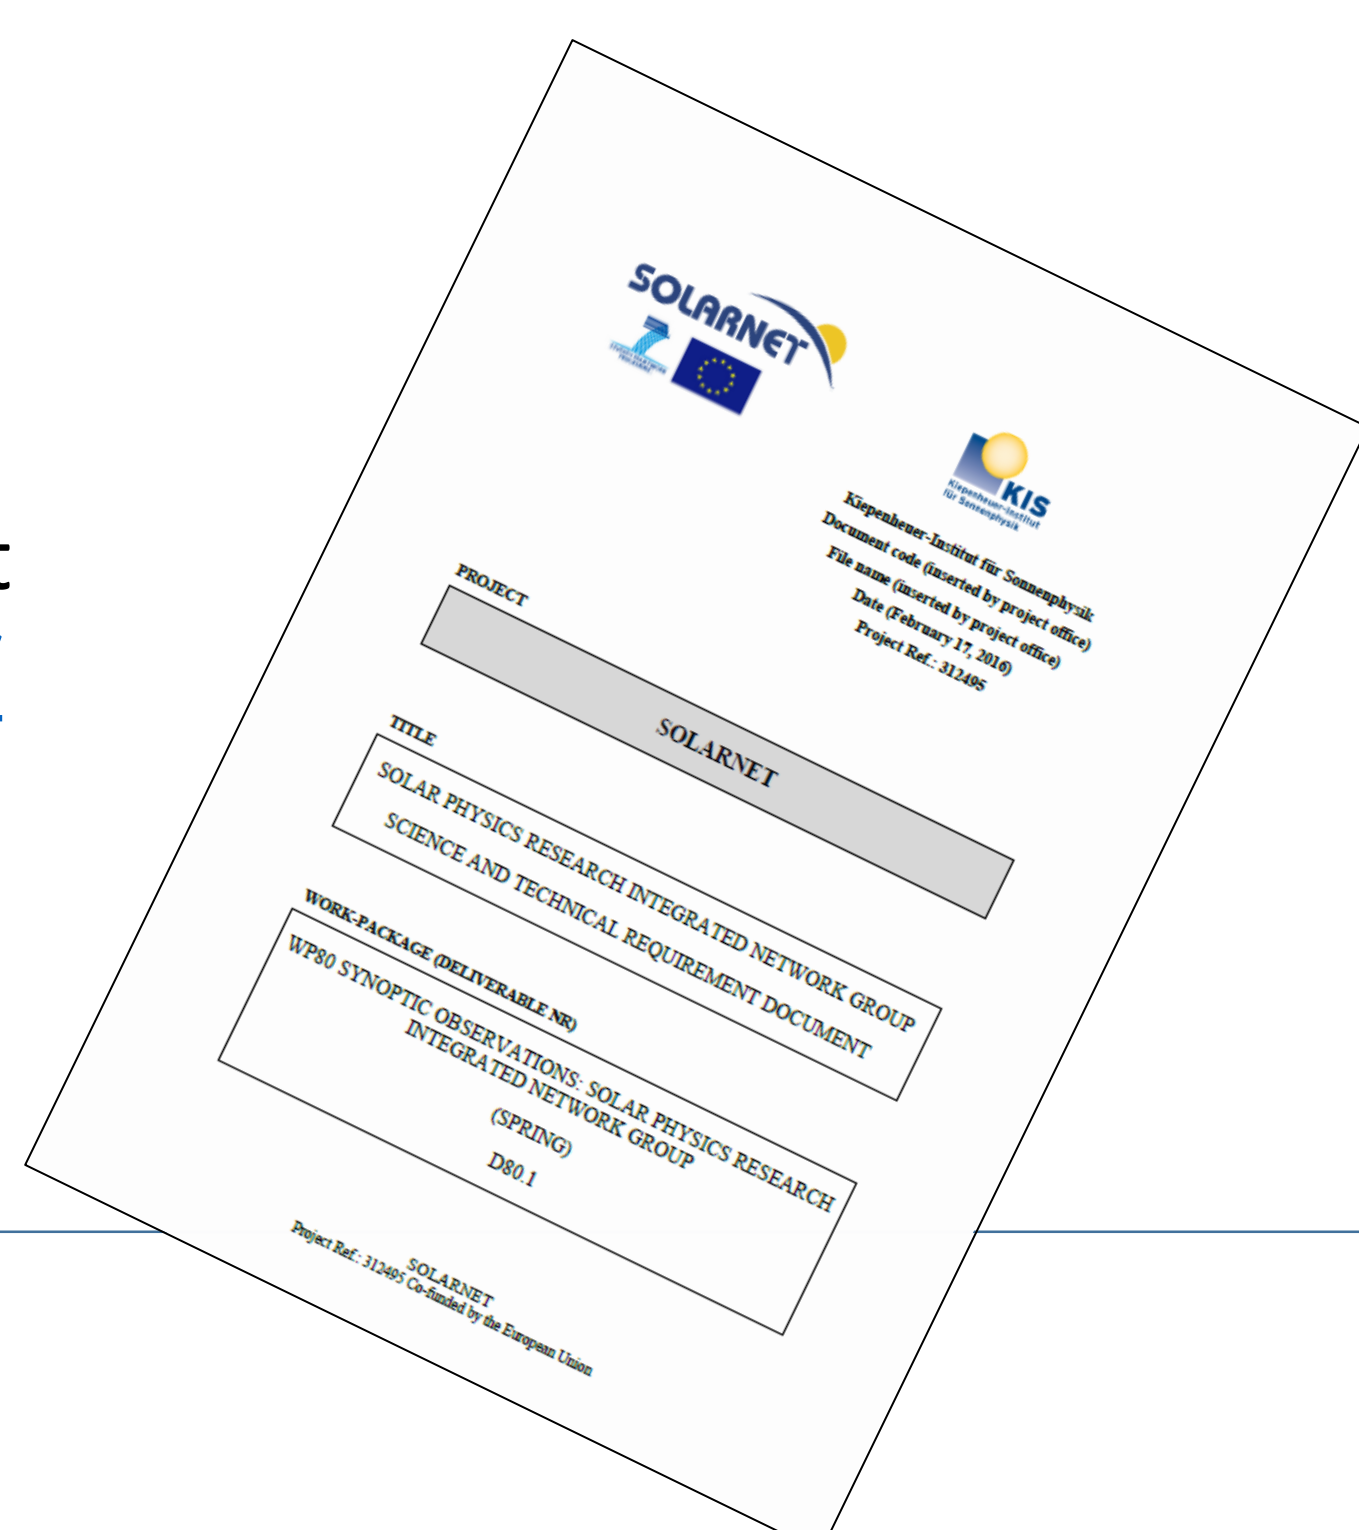 SOLARNET
KIS
Kiepenheuer-Institut
für Sonnenphysik
Kiepenheuer-Institut für Sonnenphysik
Document code (inserted by project office)
File name (inserted by project office)
Date (February 17, 2016)
Project Ref.: 312495
PROJECT
SOLARNET
TITLE
SOLAR PHYSICS RESEARCH INTEGRATED NETWORK GROUP
SCIENCE AND TECHNICAL REQUIREMENT DOCUMENT
WORK-PACKAGE (DELIVERABLE NR)
WP80 SYNOPTIC OBSERVATIONS: SOLAR PHYSICS RESEARCH
INTEGRATED NETWORK GROUP
(SPRING)
D80.1
SOLARNET
Project Ref.: 312495 Co-funded by the European Union